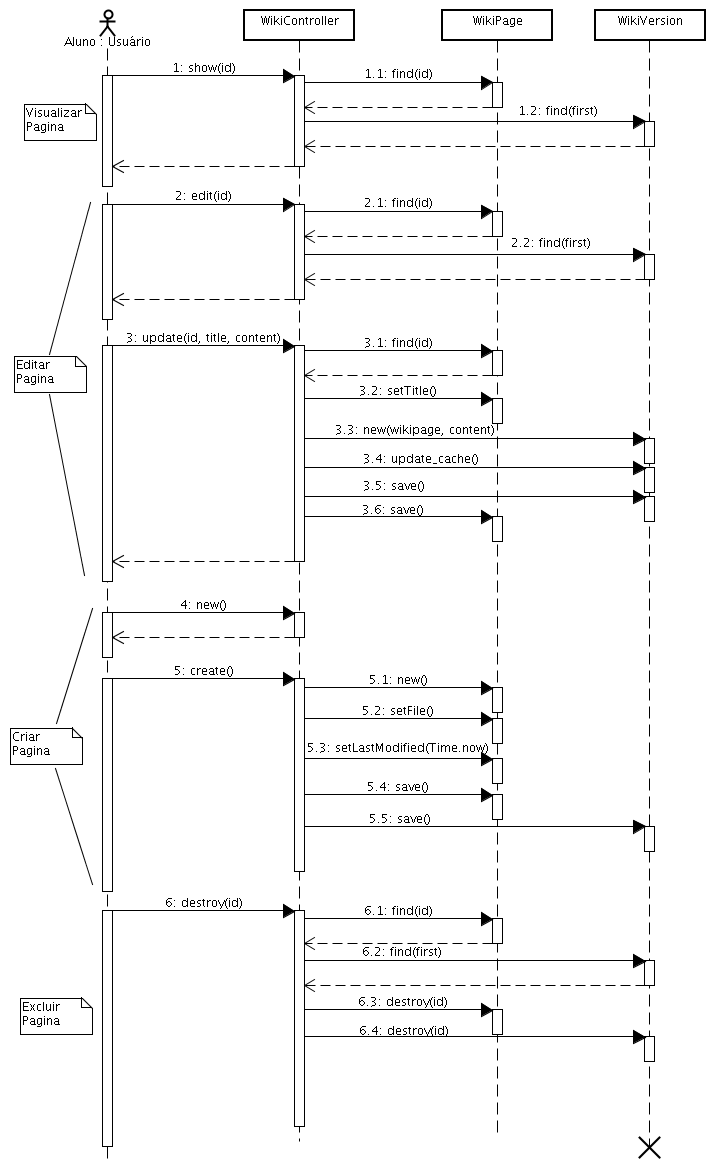 Aluno : Usuário
WikiController
WikiPage
WikiVersion
1: show(id)
1.1: find(id)
Visualizar
Pagina
1.2: find(first)
2: edit(id)
2.1: find(id)
2.2: find(first)
3: update(id, title, content)
3.1: find(id)
Editar
Pagina
3.2: setTitle()
3.3: new(wikipage, content)
3.4: update_cache()
3.5: save()
3.6: save()
4: new()
5: create()
5.1: new()
5.2: setFile()
Criar
Pagina
5.3: setLastModified(Time.now)
5.4: save()
5.5: save()
6: destroy(id)
6.1: find(id)
6.2: find(first)
Excluir
Pagina
6.3: destroy(id)
6.4: destroy(id)